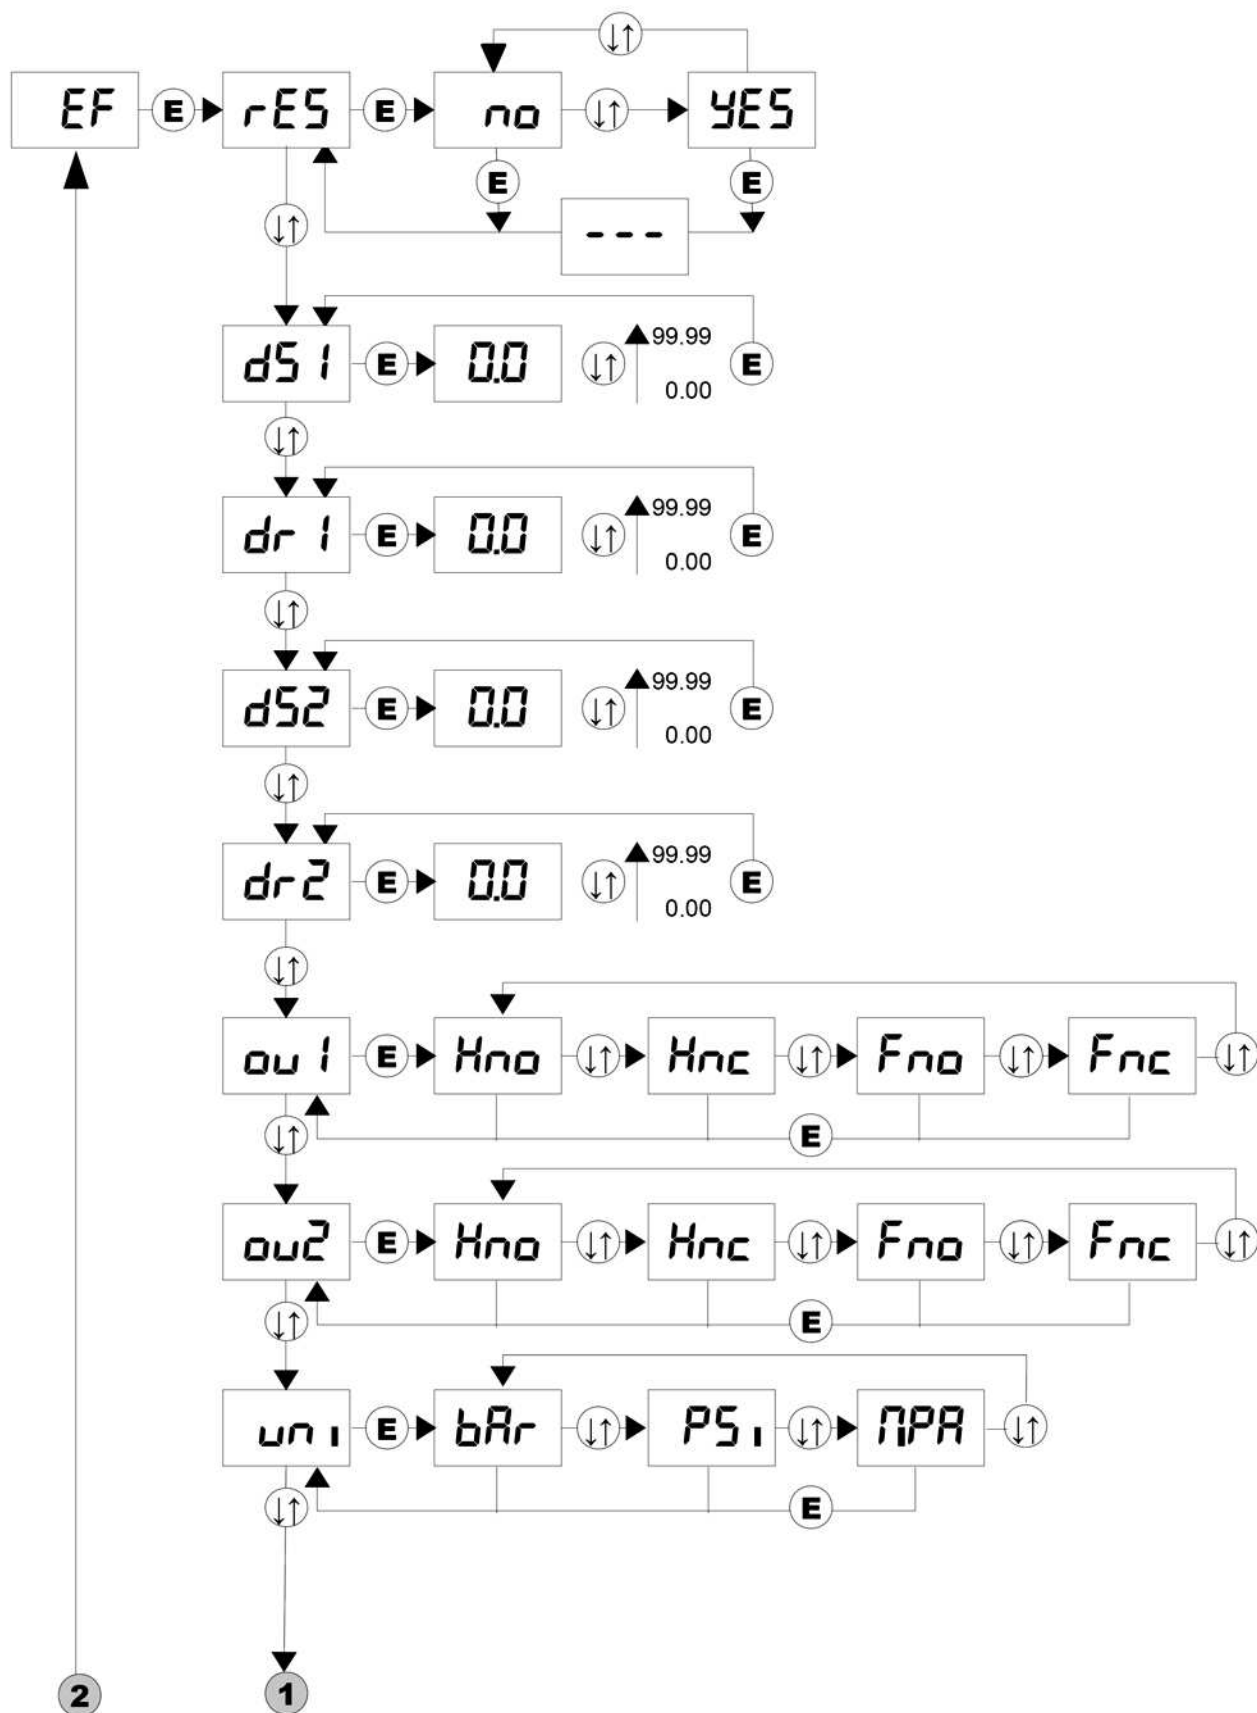 ↓↑
EF E rES E no ↓↑ YES
E E
↓↑ ---
dS1 E 0.0 ↓↑ 99.99 0.00 E
↓↑
dr1 E 0.0 ↓↑ 99.99 0.00 E
↓↑
dS2 E 0.0 ↓↑ 99.99 0.00 E
↓↑
dr2 E 0.0 ↓↑ 99.99 0.00 E
↓↑
ou1 E Hno ↓↑ Hnc ↓↑ Fno ↓↑ Fnc ↓↑
↓↑ E
ou2 E Hno ↓↑ Hnc ↓↑ Fno ↓↑ Fnc ↓↑
↓↑ E
uni E bAr ↓↑ PSi ↓↑ MPA ↓↑
↓↑ E
2 1